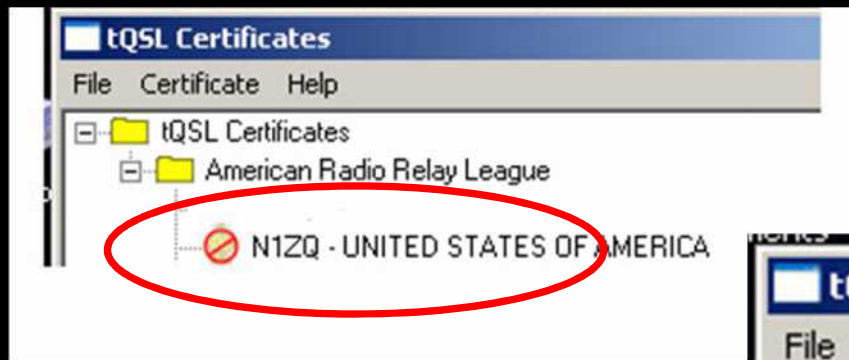 tQSL Certificates
File Certificate Help
tQSL Certificates
American Radio Relay League
N1ZQ - UNITED STATES OF AMERICA
File